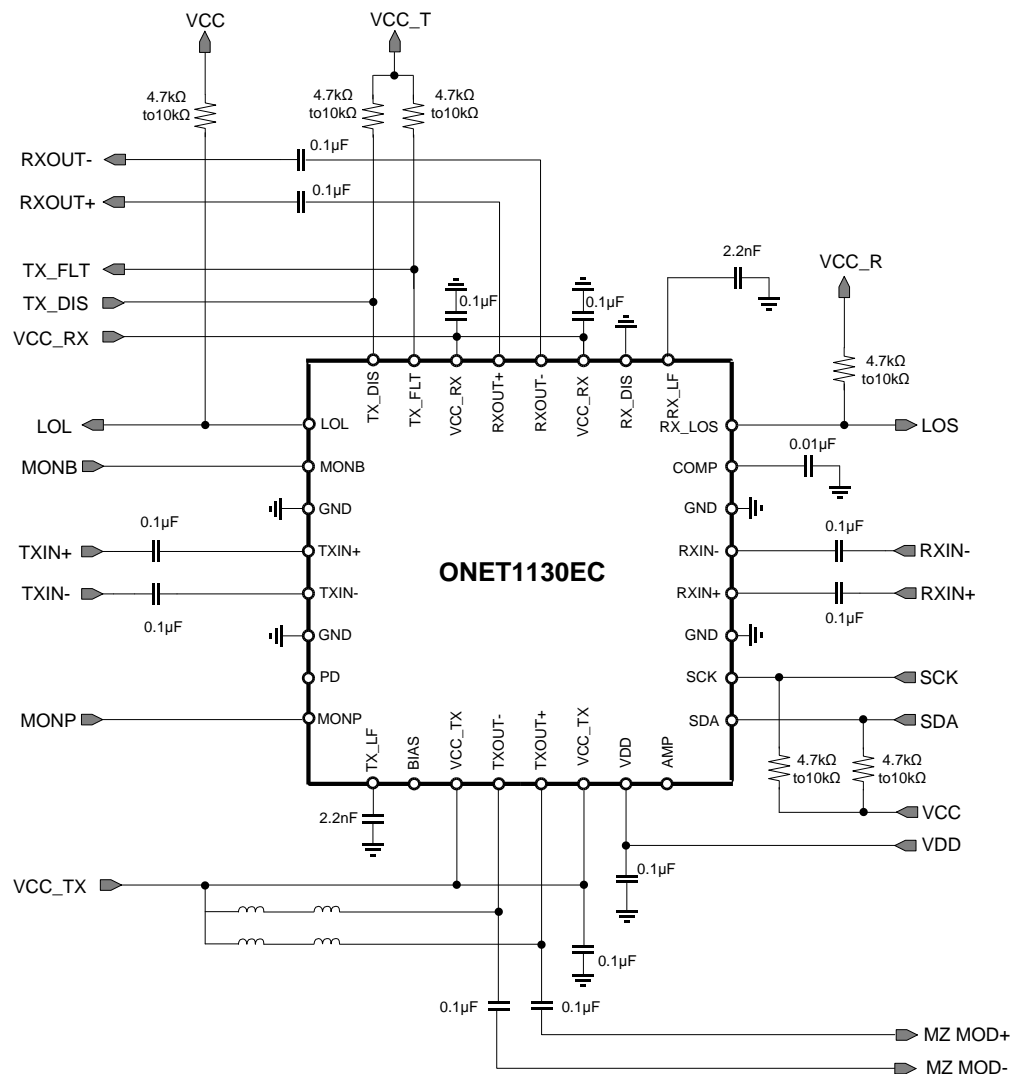 VCC
VCC_T
4.7kΩ
to10kΩ
4.7kΩ
to10kΩ
4.7kΩ
to10kΩ
RXOUT-
0.1µF
RXOUT+
0.1µF
TX_FLT
TX_DIS
VCC_RX
0.1µF
0.1µF
2.2nF
VCC_R
4.7kΩ
to10kΩ
TX_DIS
TX_FLT
VCC_RX
RXOUT+
RXOUT-
VCC_RX
RX_DIS
RX_LF
LOL
LOL
RX_LOS
LOS
MONB
MONB
COMP
0.01µF
GND
GND
0.1µF
0.1µF
TXIN+
TXIN+
RXIN-
RXIN-
ONET1130EC
TXIN-
TXIN-
RXIN+
RXIN+
0.1µF
0.1µF
GND
GND
PD
SCK
SCK
MONP
MONP
SDA
SDA
TX_LF
BIAS
VCC_TX
TXOUT-
TXOUT+
VCC_TX
VDD
AMP
4.7kΩ
to10kΩ
4.7kΩ
to10kΩ
2.2nF
VCC
VDD
0.1µF
VCC_TX
0.1µF
0.1µF
0.1µF
MZ MOD+
MZ MOD-